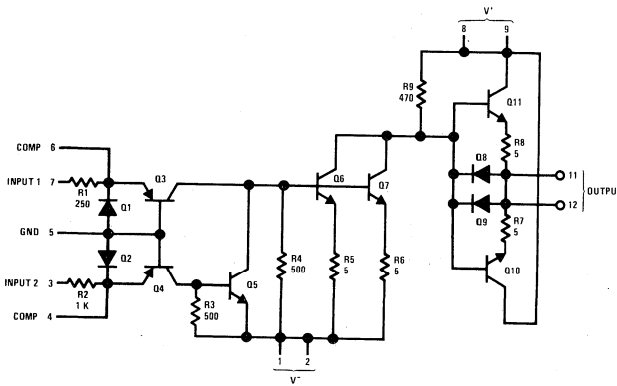 V+
8 9
R9
470
Q11
R8
5
COMP 6
Q3
INPUT 1 7
R1
250
Q1
Q6
Q7
Q8
11
OUTPU
12
Q9
GND 5
Q2
R4
500
R5
5
R6
5
R7
5
INPUT 2 3
R2
1 K
Q4
R3
500
Q5
Q10
COMP 4
1 2
V-